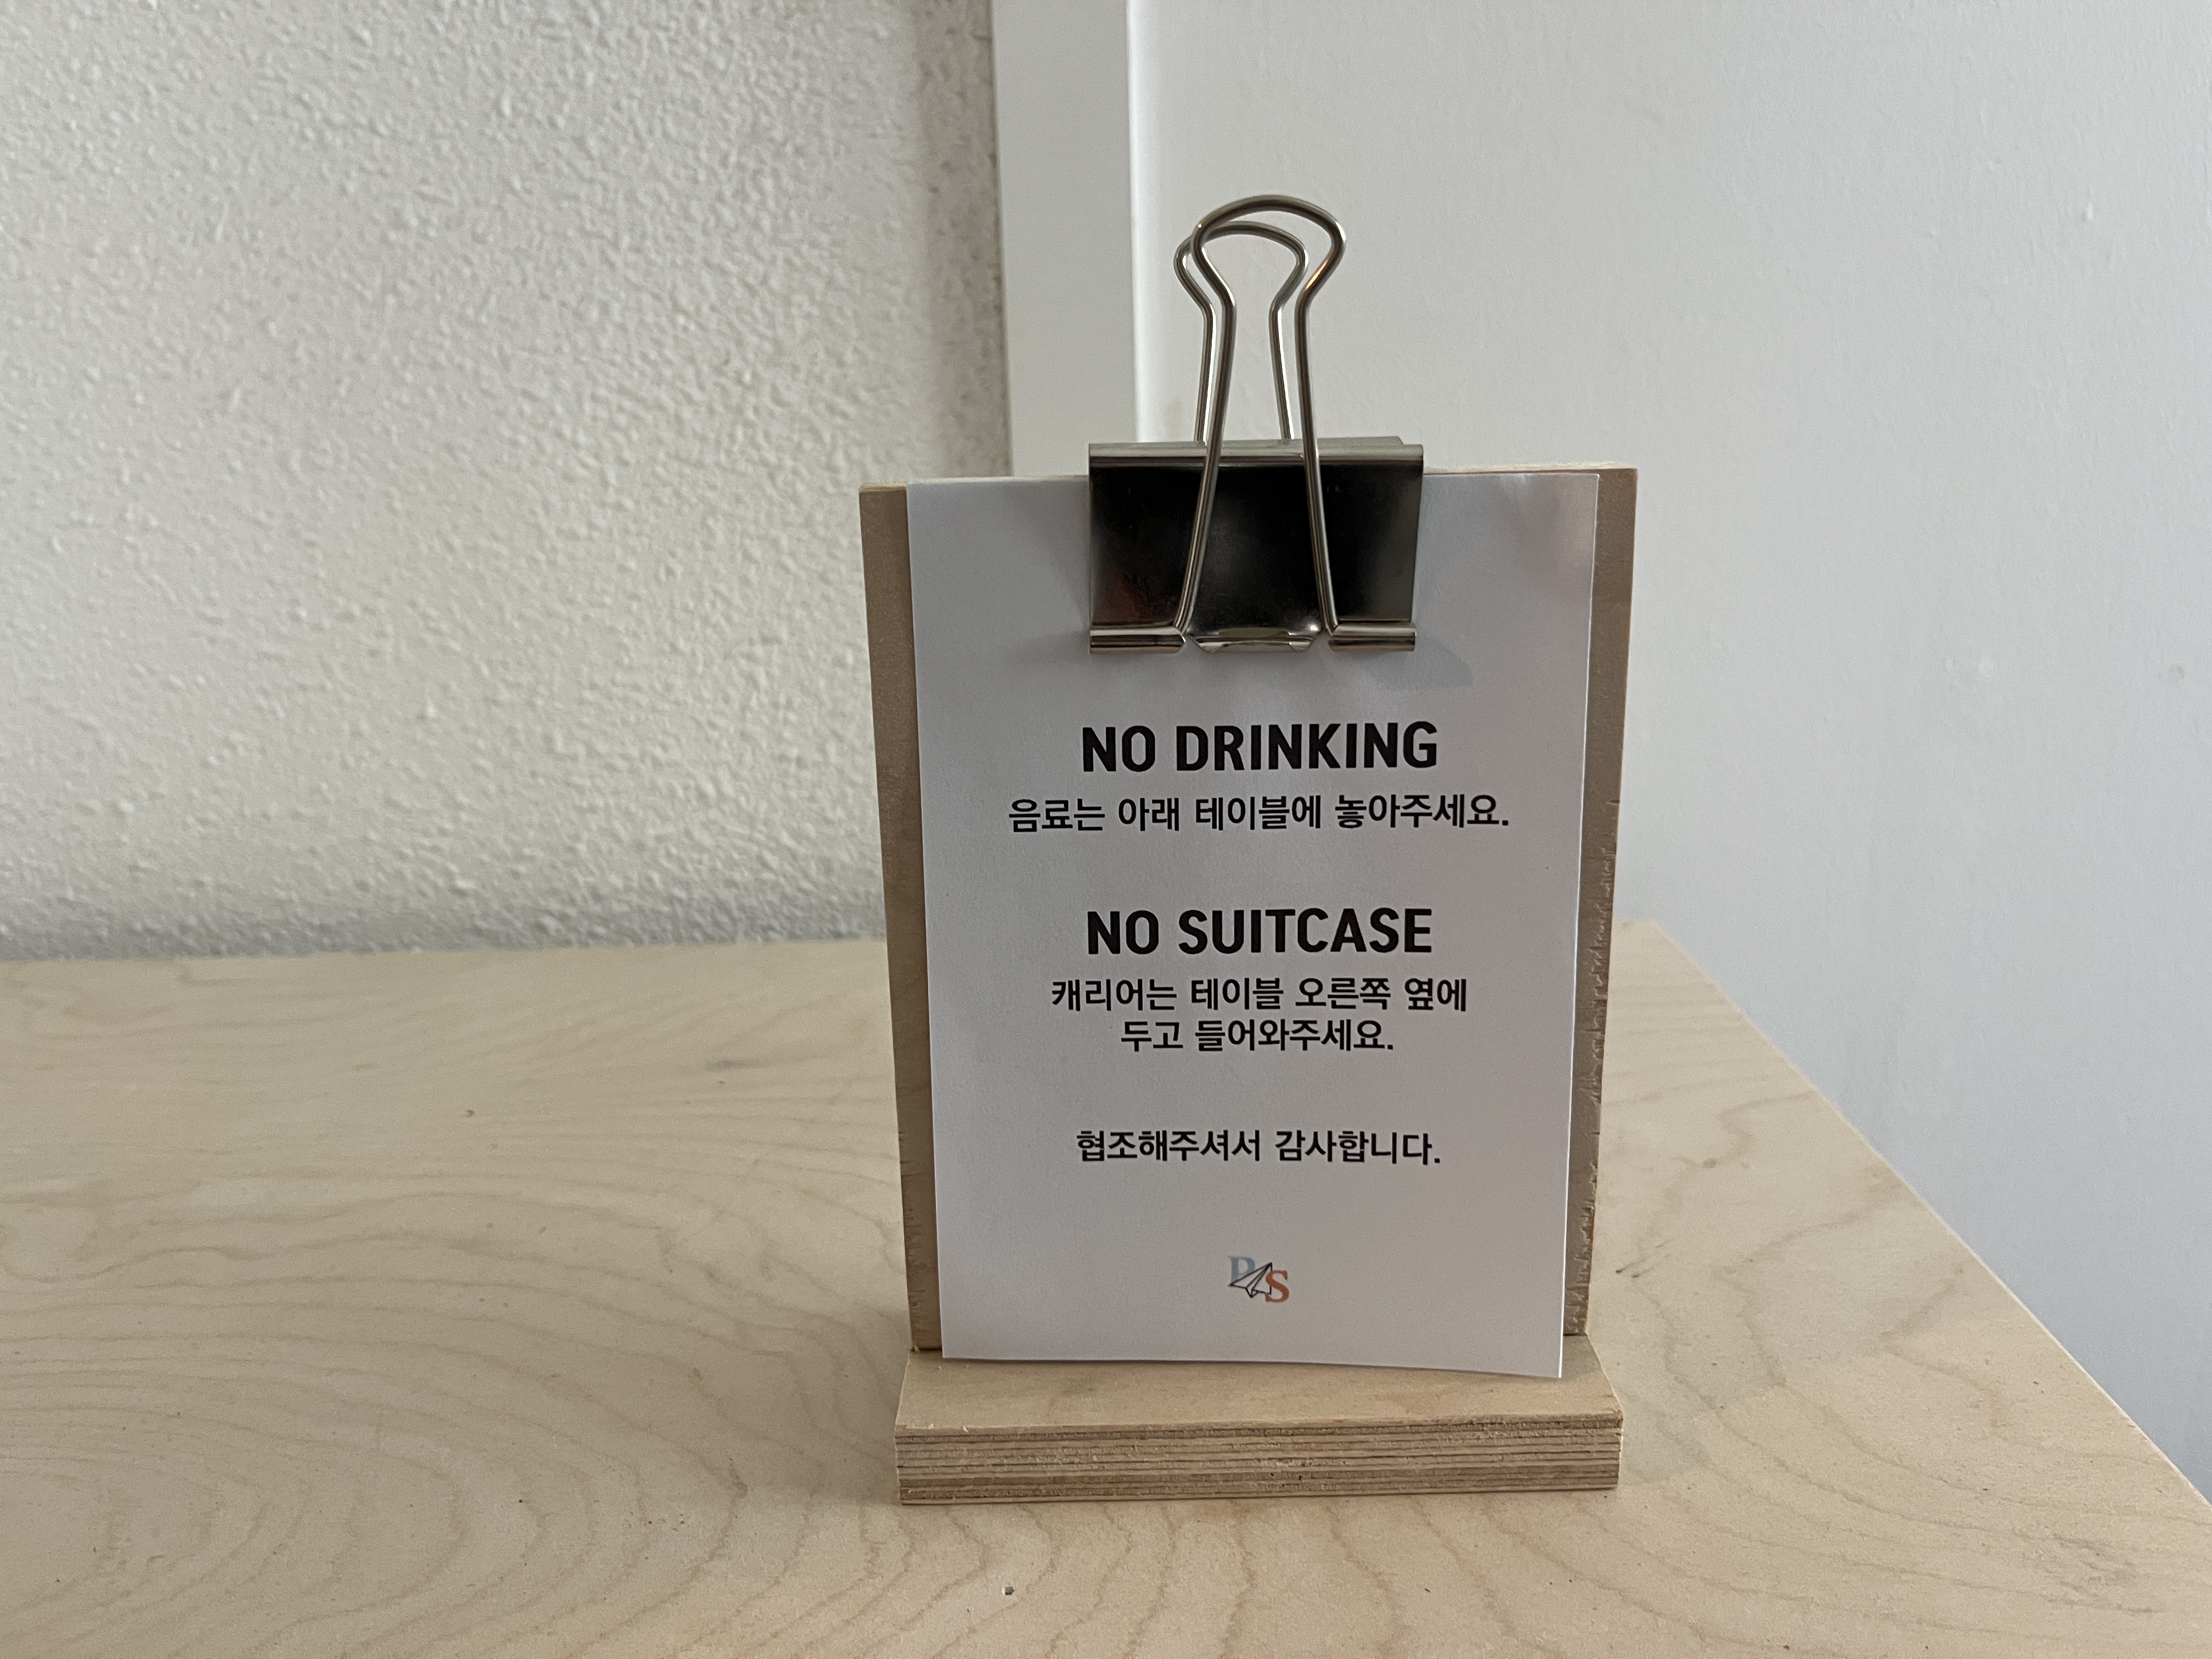 NO DRINKING
음료는 아래 테이블에 놓아주세요.
NO SUITCASE
캐리어는 테이블 오른쪽 옆에
두고 들어와주세요.
협조해주셔서 감사합니다.
PS